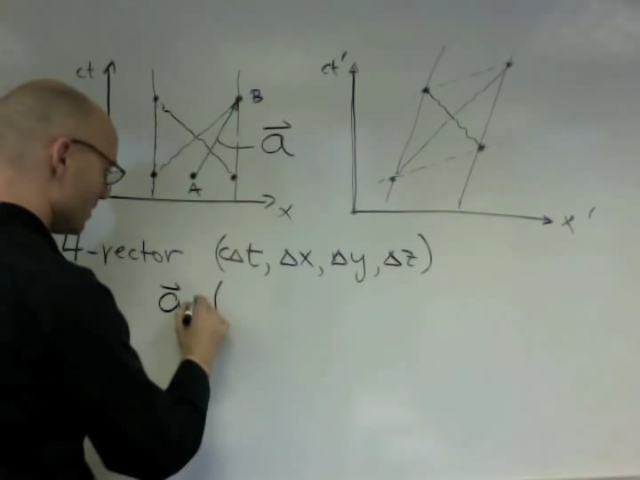 ct
ct'
B
a⃗
A
x
x'
4-vector (cΔt, Δx, Δy, Δz)
a⃗ (